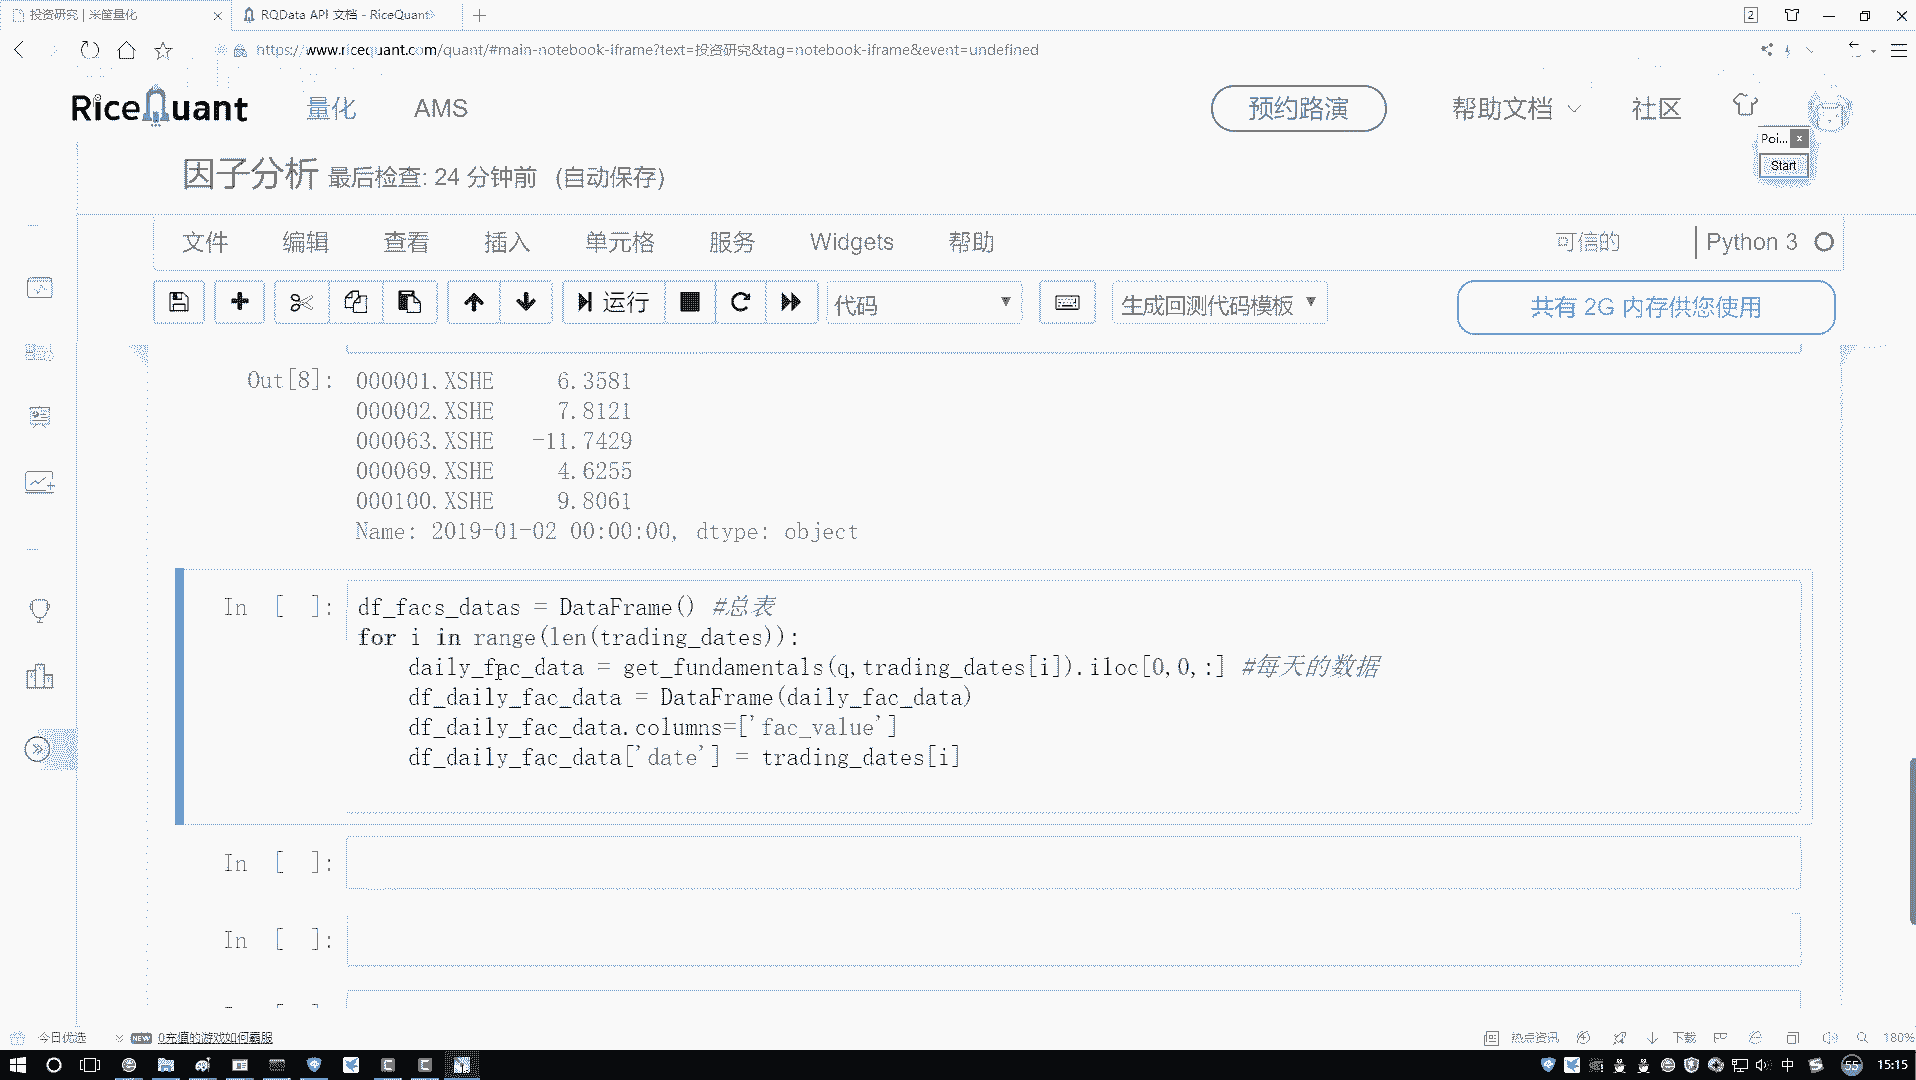 投资研究 | 米筐量化
RQData API 文档 - RiceQuant
2
https://www.ricequant.com/quant/#main-notebook-iframe?text=投资研究&tag=notebook-iframe&event=undefined
RiceQuant 量化 AMS 预约路演 帮助文档 社区
Poi...
Start
因子分析 最后检查: 24 分钟前 (自动保存)
文件 编辑 查看 插入 单元格 服务 Widgets 帮助 可信的 Python 3
运行 代码 生成回测代码模板 共有 2G 内存供您使用
Out[8]: 000001.XSHE 6.3581
000002.XSHE 7.8121
000063.XSHE -11.7429
000069.XSHE 4.6255
000100.XSHE 9.8061
Name: 2019-01-02 00:00:00, dtype: object
In [ ]: df_facs_datas = DataFrame() #总表
for i in range(len(trading_dates)):
daily_fac_data = get_fundamentals(q,trading_dates[i]).iloc[0,0,:] #每天的数据
df_daily_fac_data = DataFrame(daily_fac_data)
df_daily_fac_data.columns=['fac_value']
df_daily_fac_data['date'] = trading_dates[i]
In [ ]:
In [ ]:
今日优选 NEW 0充值的游戏如何霸服 热点资讯 下载 180%
中 55 15:15